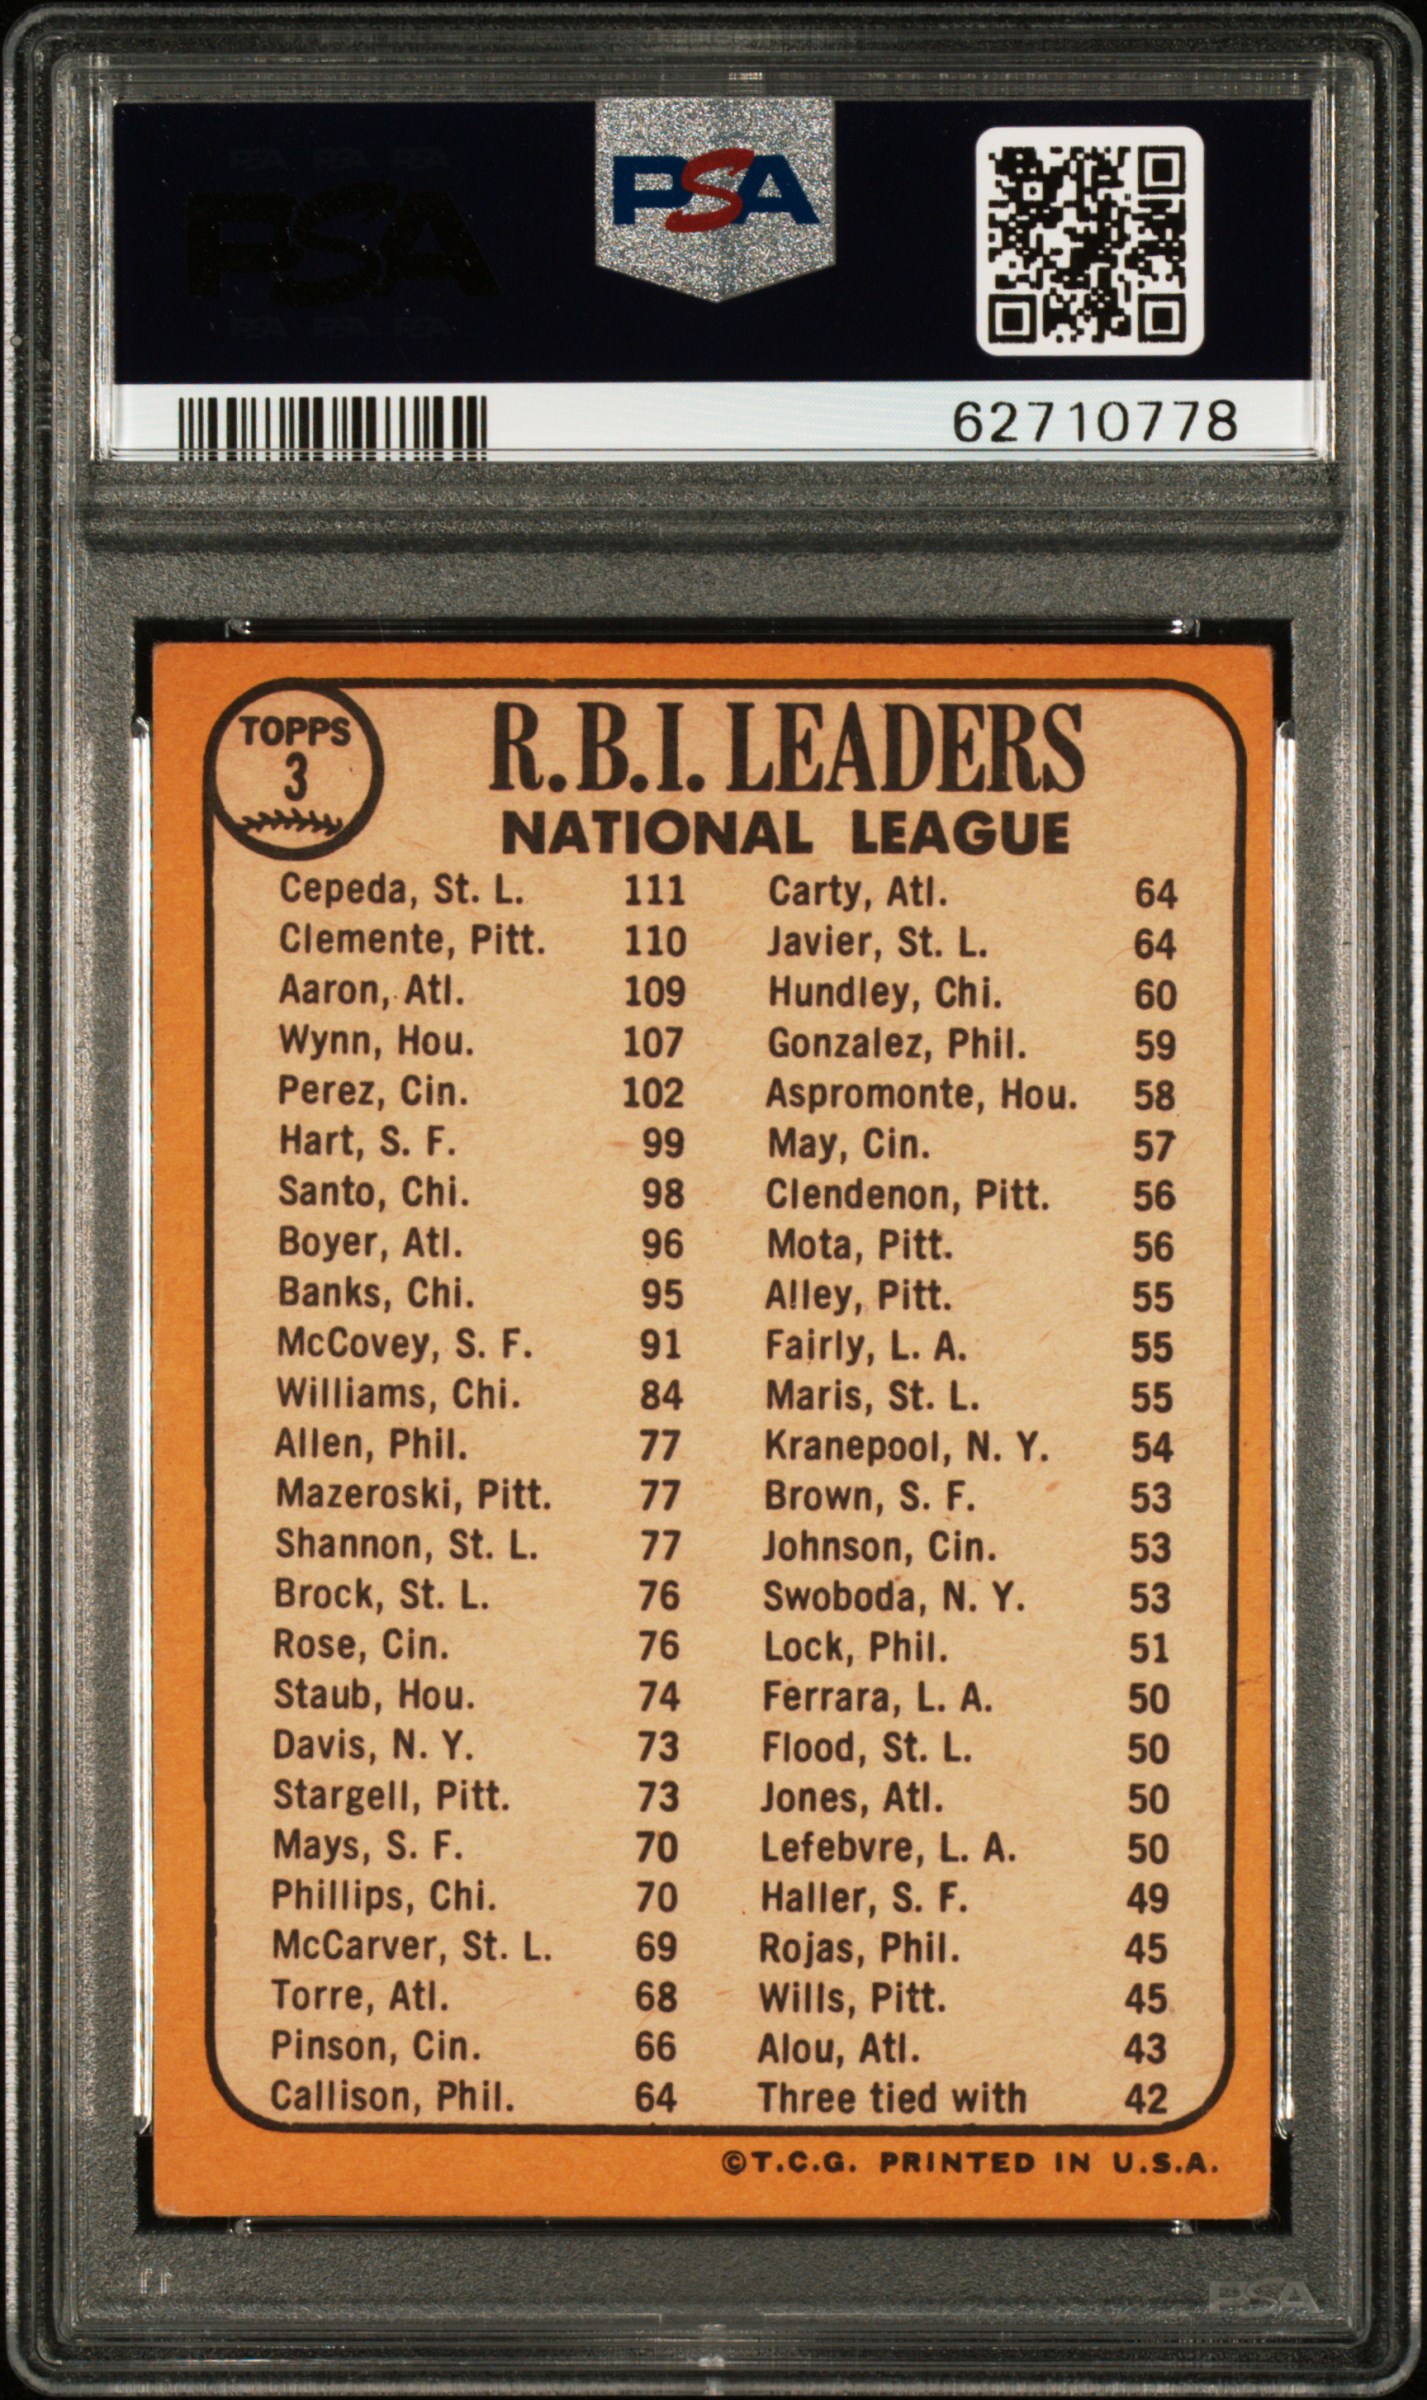 PSA PSA PSA
PSA
PSA PSA PSA
PSA
62710778
TOPPS
3
R.B.I. LEADERS
NATIONAL LEAGUE
Cepeda, St. L. 111
Clemente, Pitt. 110
Aaron, Atl. 109
Wynn, Hou. 107
Perez, Cin. 102
Hart, S. F. 99
Santo, Chi. 98
Boyer, Atl. 96
Banks, Chi. 95
McCovey, S. F. 91
Williams, Chi. 84
Allen, Phil. 77
Mazeroski, Pitt. 77
Shannon, St. L. 77
Brock, St. L. 76
Rose, Cin. 76
Staub, Hou. 74
Davis, N. Y. 73
Stargell, Pitt. 73
Mays, S. F. 70
Phillips, Chi. 70
McCarver, St. L. 69
Torre, Atl. 68
Pinson, Cin. 66
Callison, Phil. 64
Carty, Atl. 64
Javier, St. L. 64
Hundley, Chi. 60
Gonzalez, Phil. 59
Aspromonte, Hou. 58
May, Cin. 57
Clendenon, Pitt. 56
Mota, Pitt. 56
Alley, Pitt. 55
Fairly, L. A. 55
Maris, St. L. 55
Kranepool, N. Y. 54
Brown, S. F. 53
Johnson, Cin. 53
Swoboda, N. Y. 53
Lock, Phil. 51
Ferrara, L. A. 50
Flood, St. L. 50
Jones, Atl. 50
Lefebvre, L. A. 50
Haller, S. F. 49
Rojas, Phil. 45
Wills, Pitt. 45
Alou, Atl. 43
Three tied with 42
©T.C.G. PRINTED IN U.S.A.
PSA